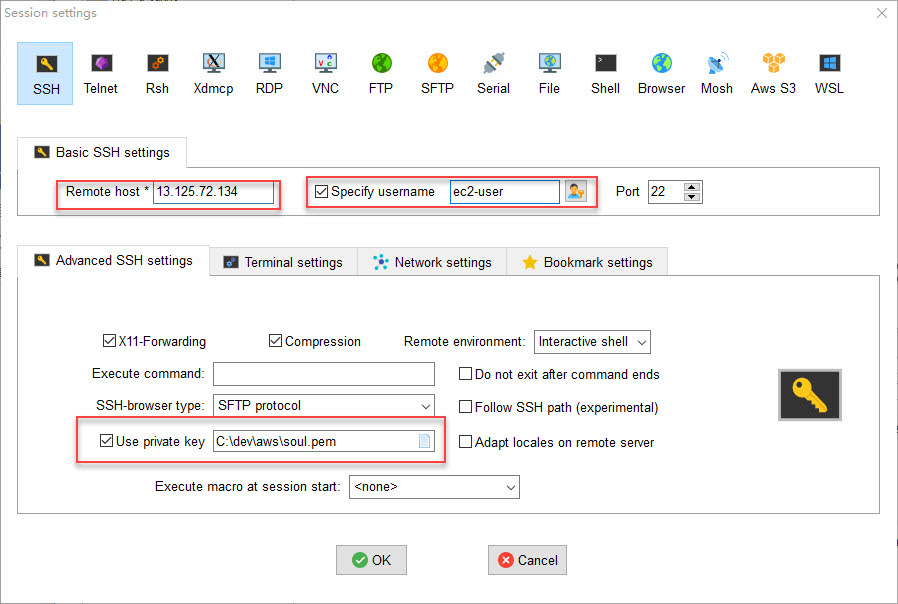 Session settings
SSH Telnet Rsh Xdmcp RDP VNC FTP SFTP Serial File Shell Browser Mosh Aws S3 WSL
Basic SSH settings
Remote host * 13.125.72.134 Specify username ec2-user Port 22
Advanced SSH settings Terminal settings Network settings Bookmark settings
X11-Forwarding Compression Remote environment: Interactive shell
Execute command: Do not exit after command ends
SSH-browser type: SFTP protocol Follow SSH path (experimental)
Use private key C:\dev\aws\soul.pem Adapt locales on remote server
Execute macro at session start: <none>
OK Cancel